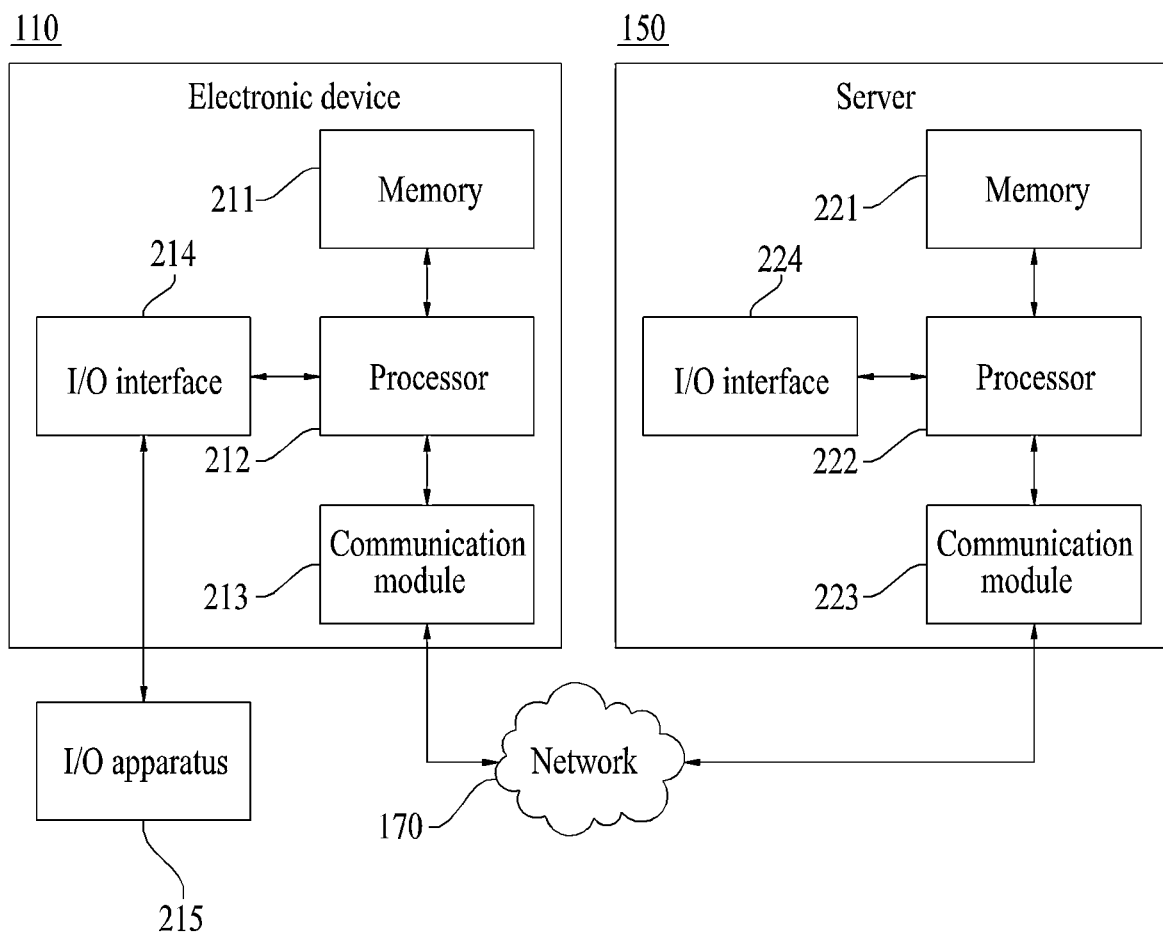 110
150
Electronic device
Server
Memory
211
Memory
221
214
224
I/O interface
Processor
212
I/O interface
Processor
222
Communication
module
213
Communication
module
223
I/O apparatus
215
Network
170